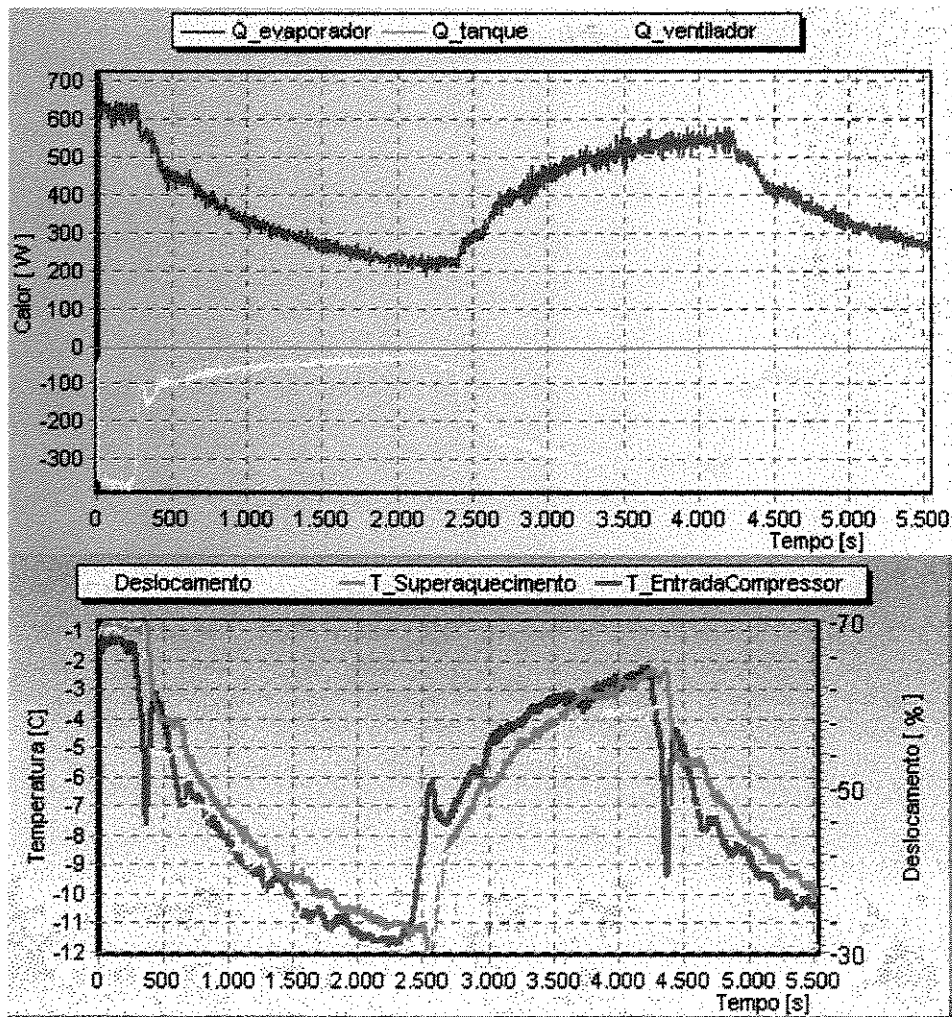 Q_evaporador Q_tanque Q_ventilador
700
600
500
400
300
200
100
0
-100
-200
-300
Calor [ W ]
0 500 1.000 1.500 2.000 2.500 3.000 3.500 4.000 4.500 5.000 5.500
Tempo [s]
Deslocamento T_Superaquecimento T_EntradaCompressor
-1
-2
-3
-4
-5
-6
-7
-8
-9
-10
-11
-12
Temperatura [C]
-70
-50
-30
Deslocamento [ % ]
0 500 1.000 1.500 2.000 2.500 3.000 3.500 4.000 4.500 5.000 5.500
Tempo [s]